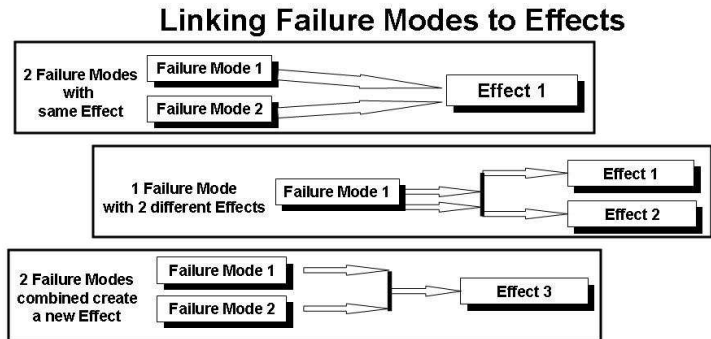 Linking Failure Modes to Effects
2 Failure Modes
with
same Effect
Failure Mode 1
Failure Mode 2
Effect 1
1 Failure Mode
with 2 different Effects
Failure Mode 1
Effect 1
Effect 2
2 Failure Modes
combined create
a new Effect
Failure Mode 1
Failure Mode 2
Effect 3